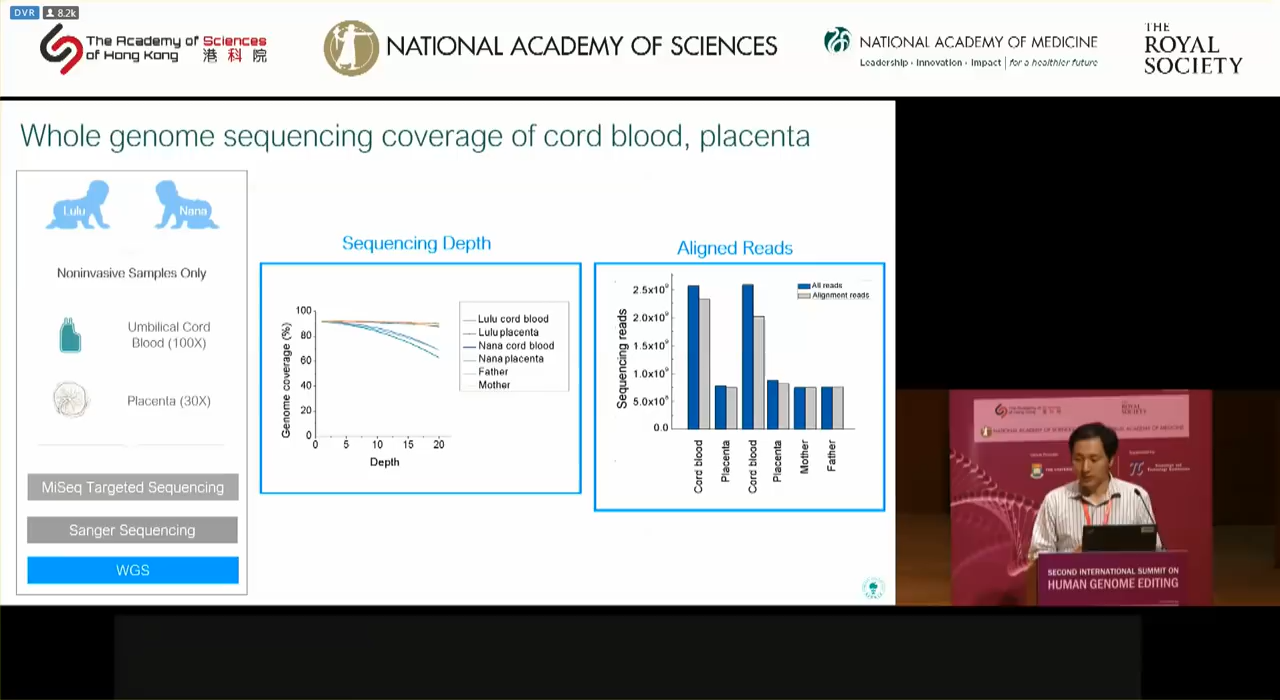 DVR
8.2k
The Academy of Sciences
of Hong Kong 港科院
NATIONAL ACADEMY OF SCIENCES
NATIONAL ACADEMY OF MEDICINE
Leadership · Innovation · Impact | for a healthier future
THE
ROYAL
SOCIETY
Whole genome sequencing coverage of cord blood, placenta
Lulu
Nana
Noninvasive Samples Only
Umbilical Cord
Blood (100X)
Placenta (30X)
MiSeq Targeted Sequencing
Sanger Sequencing
WGS
Sequencing Depth
Genome coverage (%)
100
80
60
40
20
0
0 5 10 15 20
Depth
Lulu cord blood
Lulu placenta
Nana cord blood
Nana placenta
Father
Mother
Aligned Reads
Sequencing reads
2.5x10⁹
2.0x10⁹
1.5x10⁹
1.0x10⁹
5.0x10⁸
0.0
All reads
Alignment reads
Cord blood
Placenta
Cord blood
Placenta
Mother
Father
SECOND INTERNATIONAL SUMMIT ON
HUMAN GENOME EDITING